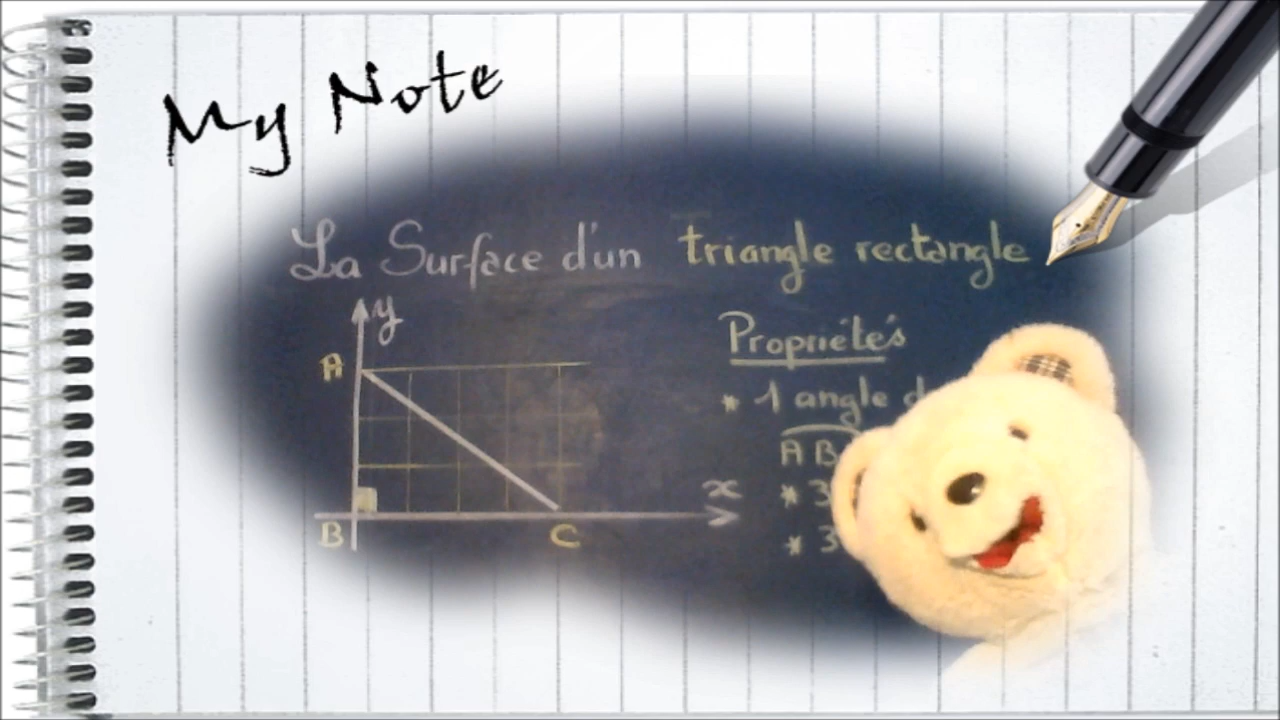 My Note
La Surface d'un triangle rectangle
y
A
Propriétés
* 1 angle
A B
x
* 3
B
C
* 3